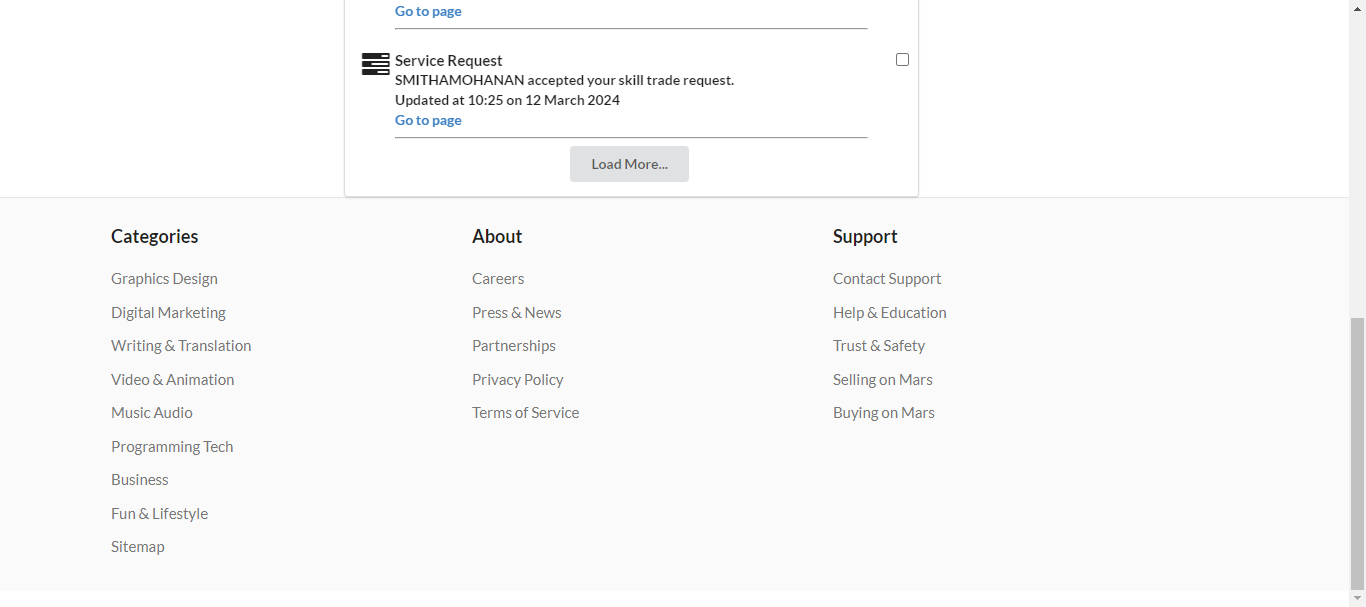 Go to page
Service Request
SMITHAMOHANAN accepted your skill trade request.
Updated at 10:25 on 12 March 2024
Go to page
Load More...
Categories
Graphics Design
Digital Marketing
Writing & Translation
Video & Animation
Music Audio
Programming Tech
Business
Fun & Lifestyle
Sitemap
About
Careers
Press & News
Partnerships
Privacy Policy
Terms of Service
Support
Contact Support
Help & Education
Trust & Safety
Selling on Mars
Buying on Mars